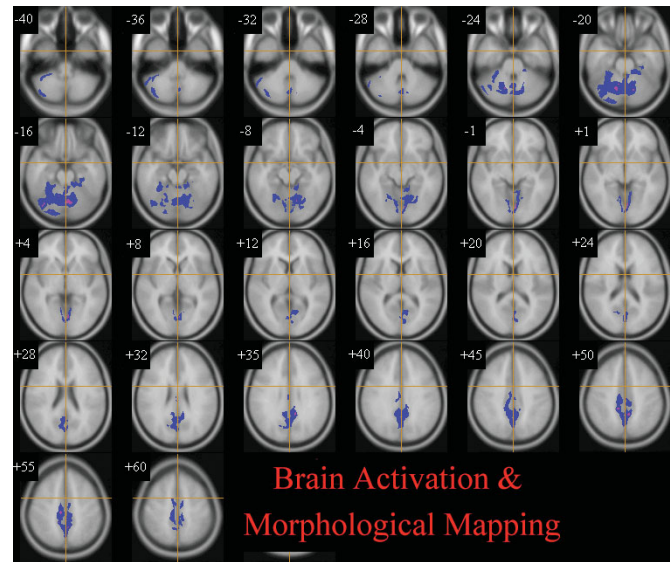 -40 -36 -32 -28 -24 -20
-16 -12 -8 -4 -1 +1
+4 +8 +12 +16 +20 +24
+28 +32 +35 +40 +45 +50
+55 +60
Brain Activation &
Morphological Mapping